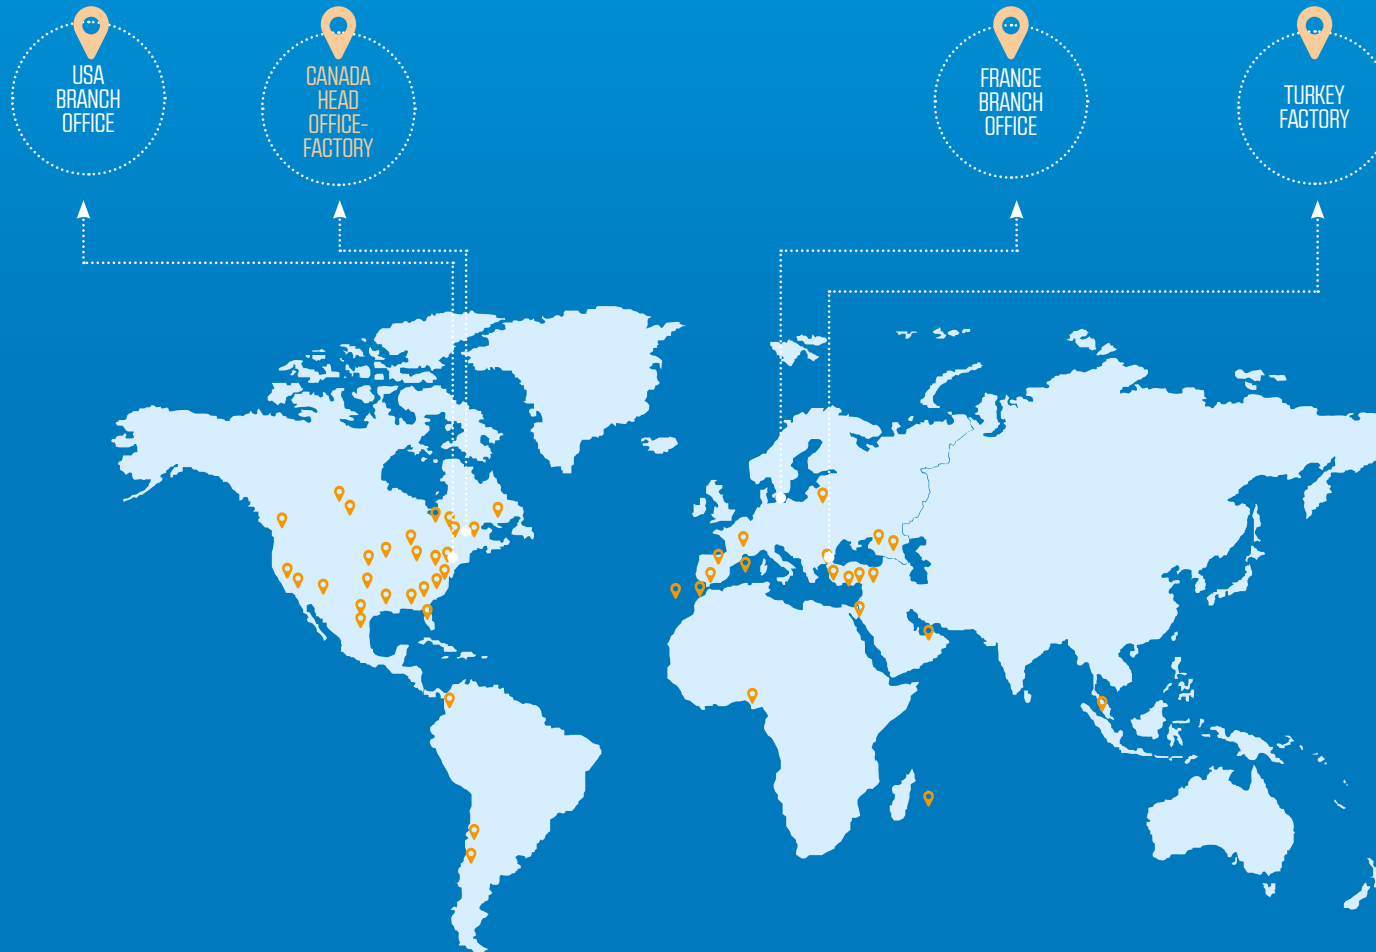 USA
BRANCH
OFFICE
CANADA
HEAD
OFFICE-
FACTORY
FRANCE
BRANCH
OFFICE
TURKEY
FACTORY